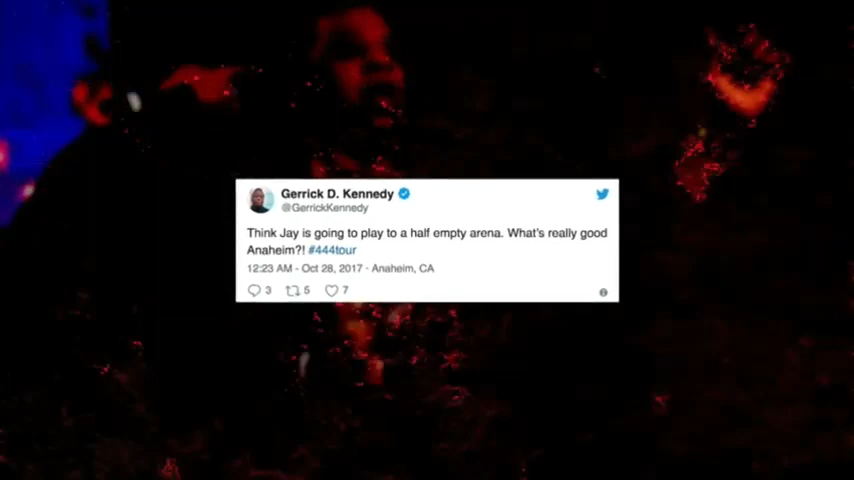 Gerrick D. Kennedy
@GerrickKennedy
Think Jay is going to play to a half empty arena. What's really good
Anaheim?! #444tour
12:23 AM - Oct 28, 2017 · Anaheim, CA
3 5 7